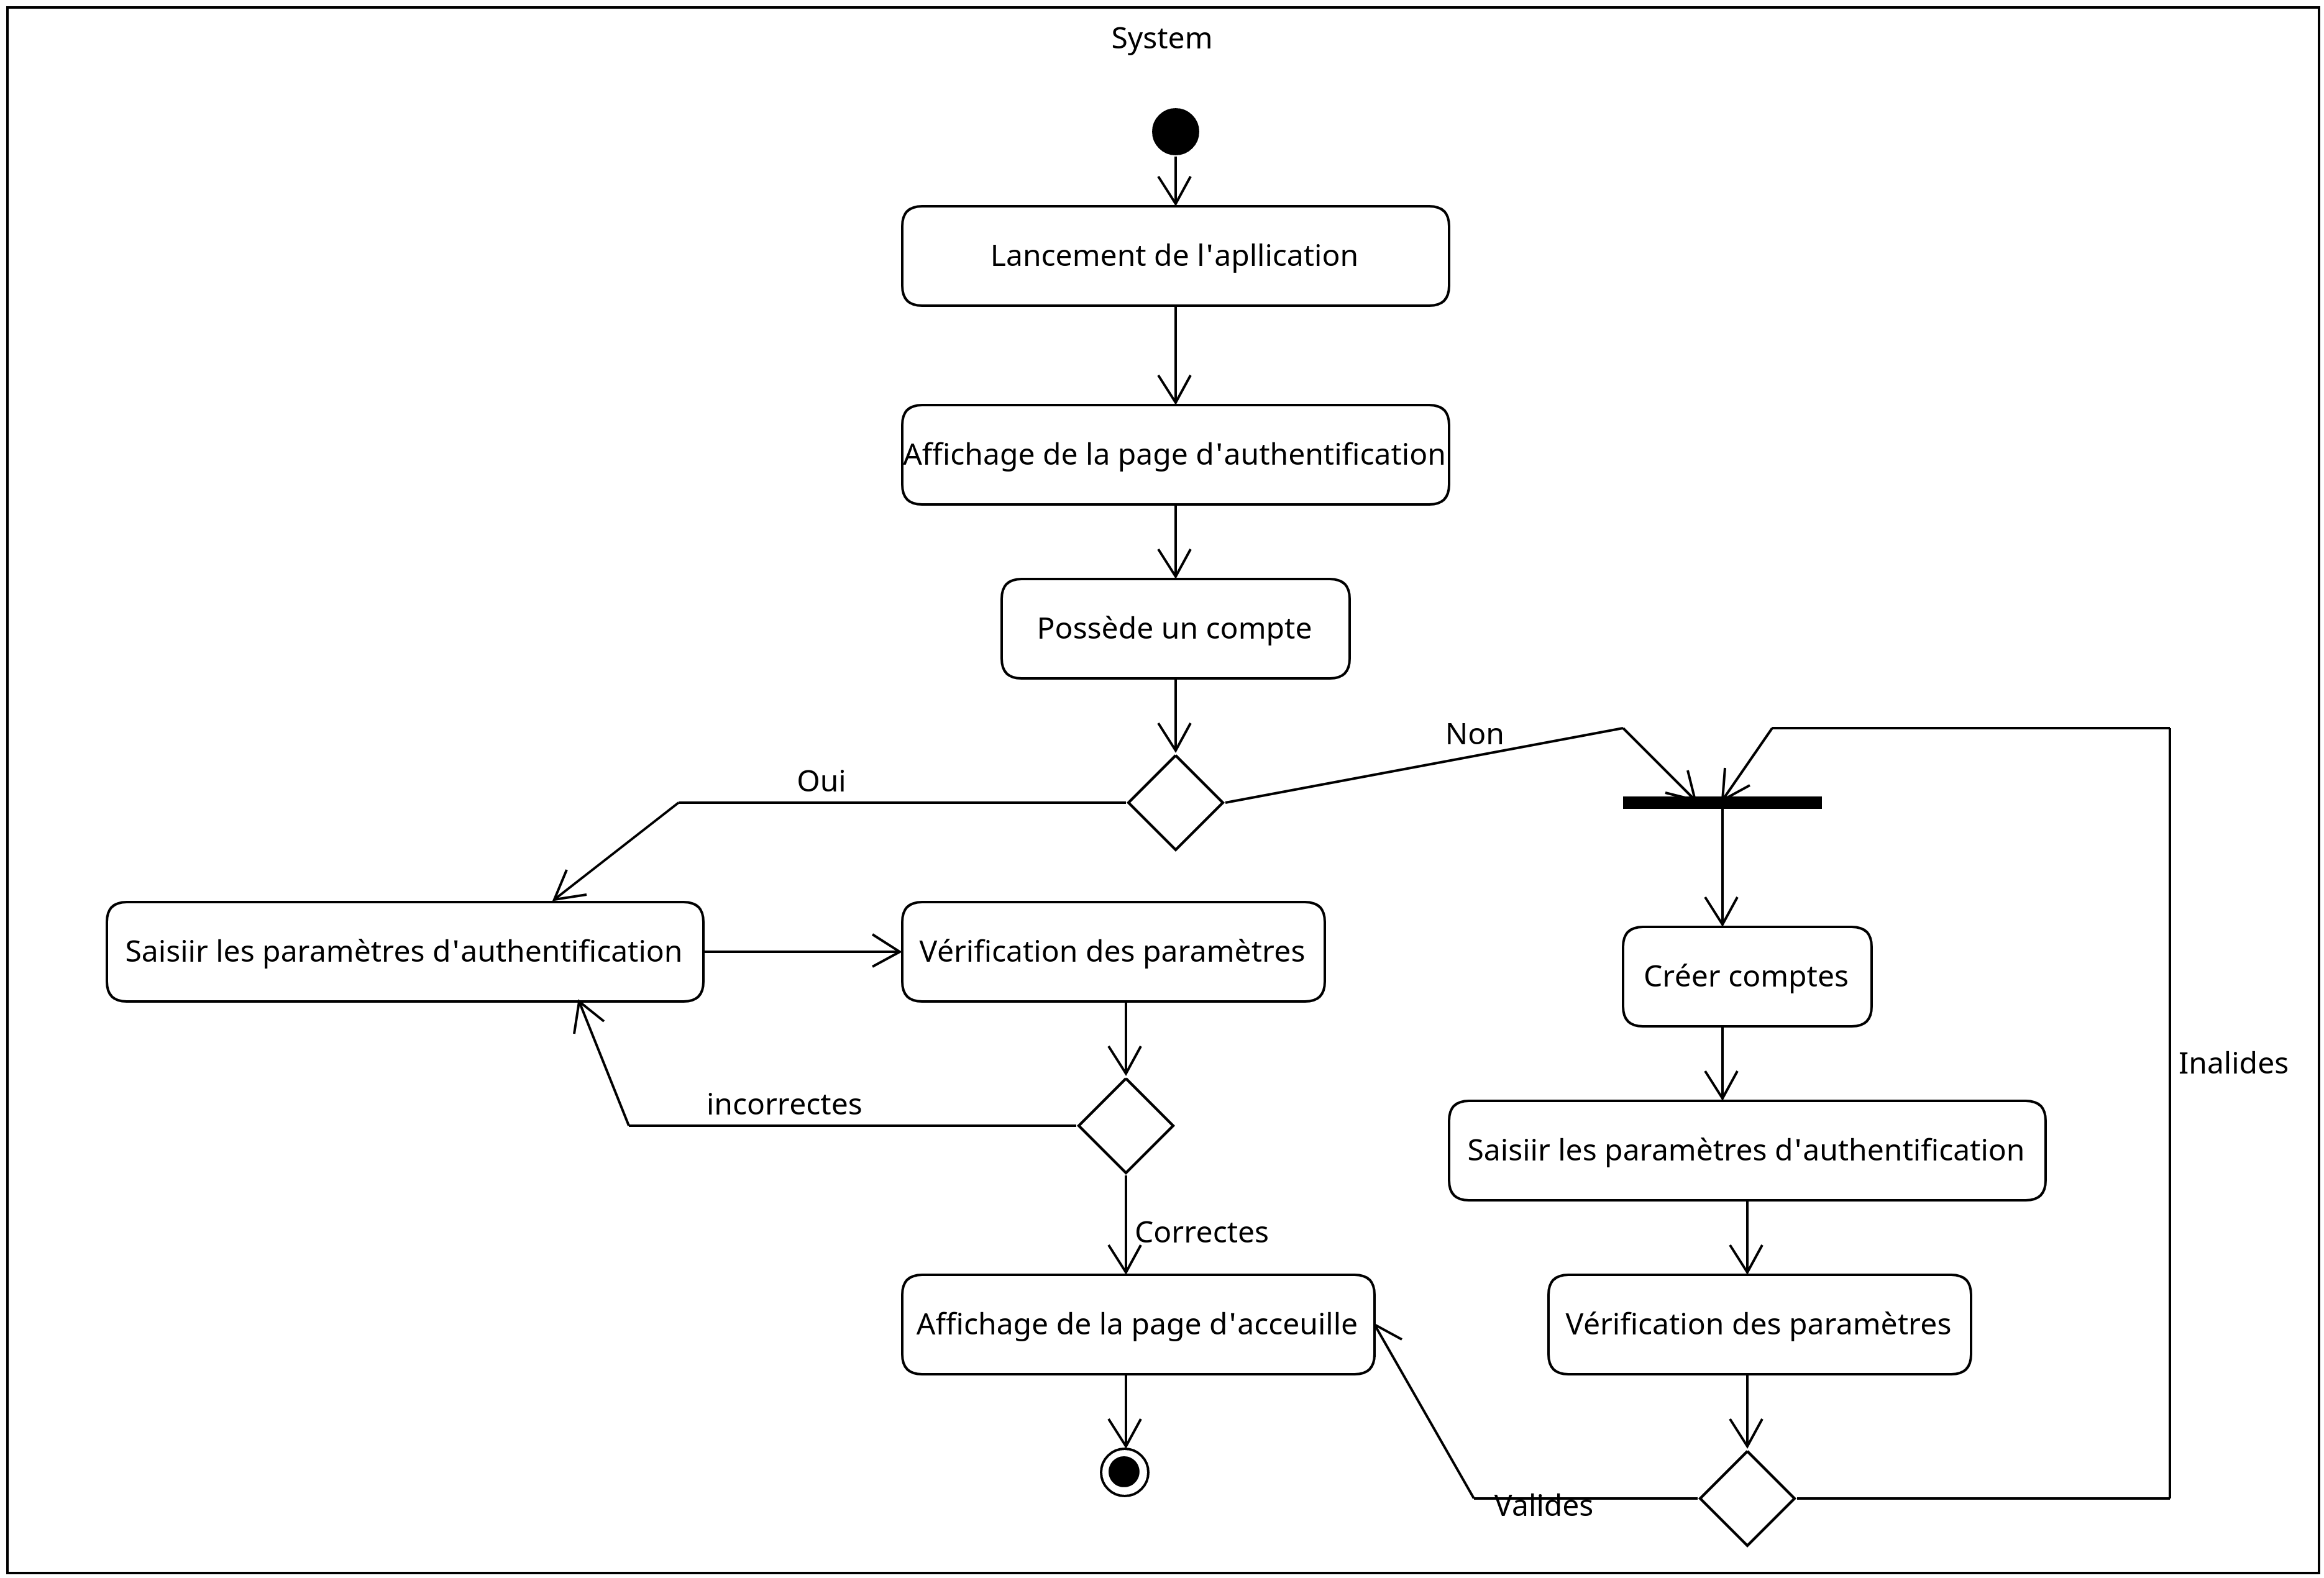 System
Lancement de l'apllication
Affichage de la page d'authentification
Possède un compte
Non
Oui
Saisiir les paramètres d'authentification
Vérification des paramètres
Créer comptes
Inalides
incorrectes
Saisiir les paramètres d'authentification
Correctes
Affichage de la page d'acceuille
Vérification des paramètres
Valides